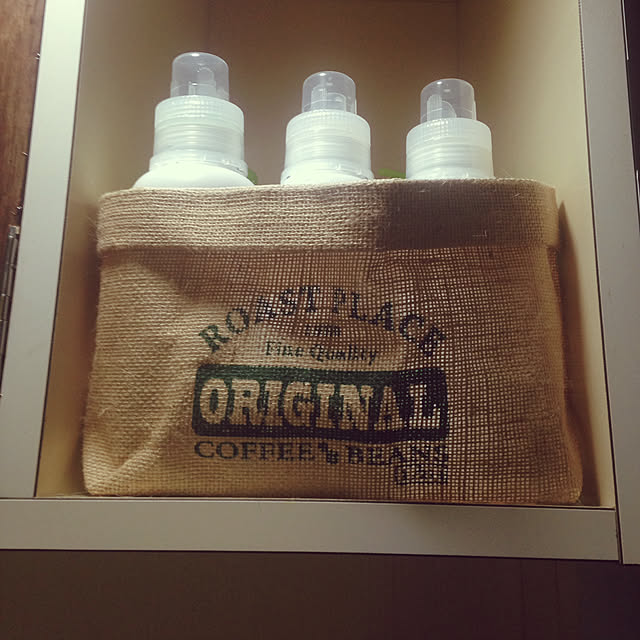 ROAST PLACE
Fine Quality
ORIGINAL
COFFEE BEANS